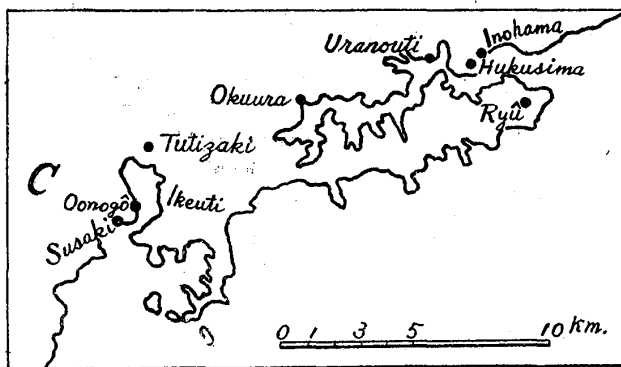 Inohama
Uranouti
Hukusima
Okuura
Ryû
Tutizaki
C
Oonogô
Ikeuti
Susaki
0 1 3 5 10 km.